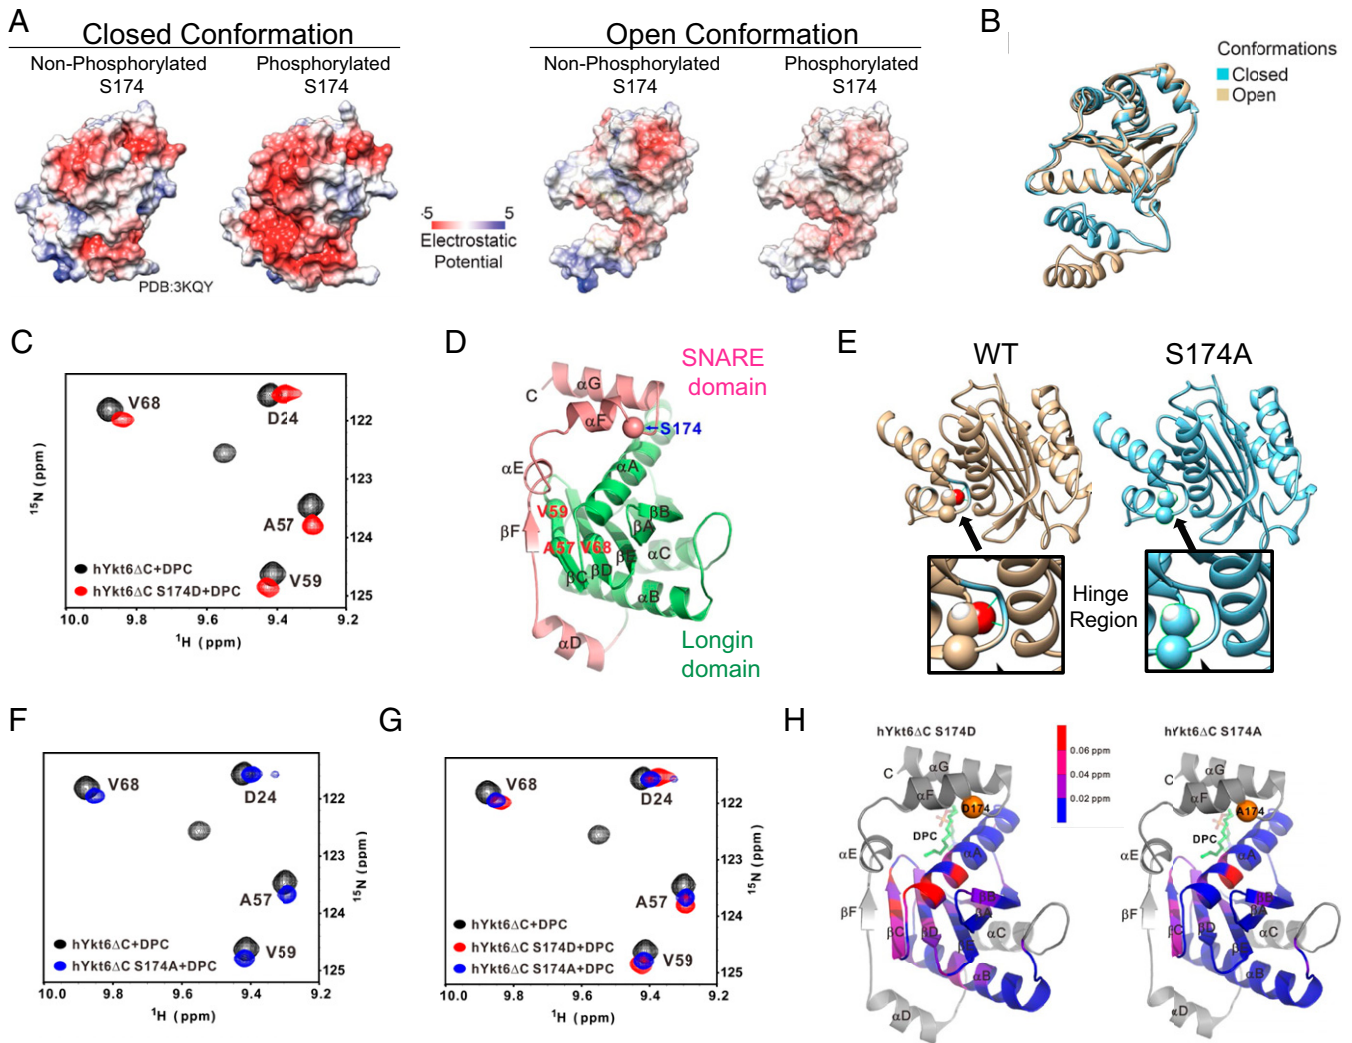 A
Closed Conformation
Open Conformation
Non-Phosphorylated
S174
Phosphorylated
S174
Non-Phosphorylated
S174
Phosphorylated
S174
-5
5
Electrostatic
Potential
PDB:3KQY
B
Conformations
Closed
Open
C
V68
D24
A57
V59
hYkt6ΔC+DPC
hYkt6ΔC S174D+DPC
122
123
124
125
¹⁵N (ppm)
10.0
9.8
9.6
9.4
9.2
¹H (ppm)
D
SNARE
domain
C
αG
αF
←S174
αE
αA
V59
βB
βA
βF
A57 V68
βE
αC
βC
βD
αB
αD
Longin
domain
E
WT
S174A
Hinge
Region
F
V68
D24
A57
V59
hYkt6ΔC+DPC
hYkt6ΔC S174A+DPC
122
123
124
125
¹⁵N (ppm)
10.0
9.8
9.6
9.4
9.2
¹H (ppm)
G
V68
D24
A57
V59
hYkt6ΔC+DPC
hYkt6ΔC S174D+DPC
hYkt6ΔC S174A+DPC
122
123
124
125
¹⁵N (ppm)
10.0
9.8
9.6
9.4
9.2
¹H (ppm)
H
hYkt6ΔC S174D
0.06 ppm
0.04 ppm
0.02 ppm
hYkt6ΔC S174A
C
αG
αF
D174
DPC
αE
αA
βB
βA
βF
βC
βD
βE
αC
αB
αD
C
αG
αF
A174
DPC
αE
αA
βB
βA
βF
βC
βD
αC
αB
αD